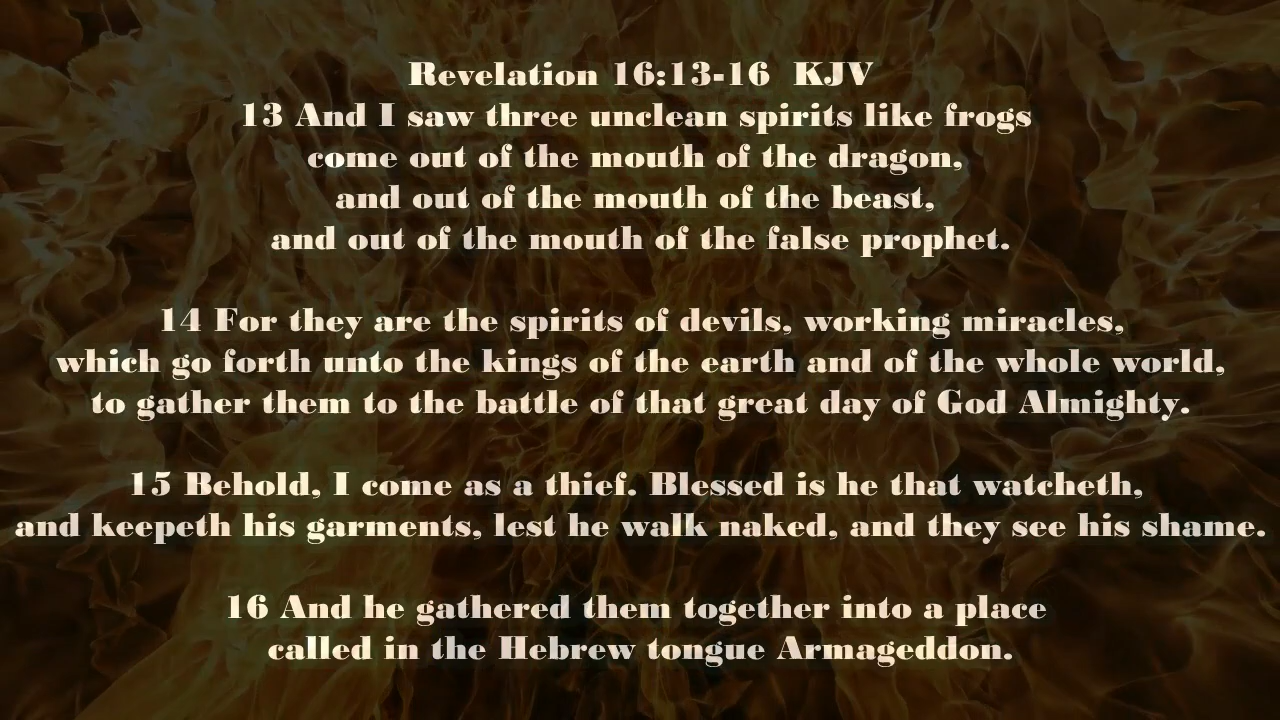 Revelation 16:13-16 KJV
13 And I saw three unclean spirits like frogs
come out of the mouth of the dragon,
and out of the mouth of the beast,
and out of the mouth of the false prophet.
14 For they are the spirits of devils, working miracles,
which go forth unto the kings of the earth and of the whole world,
to gather them to the battle of that great day of God Almighty.
15 Behold, I come as a thief. Blessed is he that watcheth,
and keepeth his garments, lest he walk naked, and they see his shame.
16 And he gathered them together into a place
called in the Hebrew tongue Armageddon.